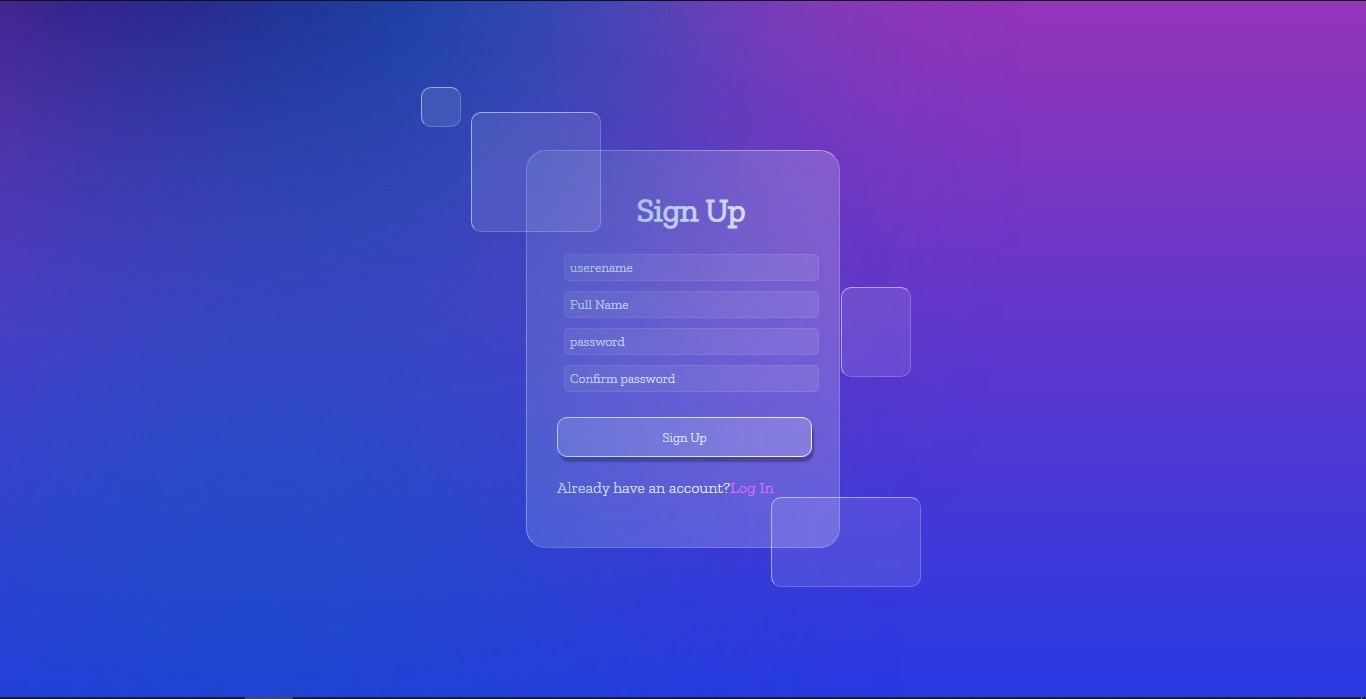 Sign Up
userename
Full Name
password
Confirm password
Sign Up
Already have an account?Log In